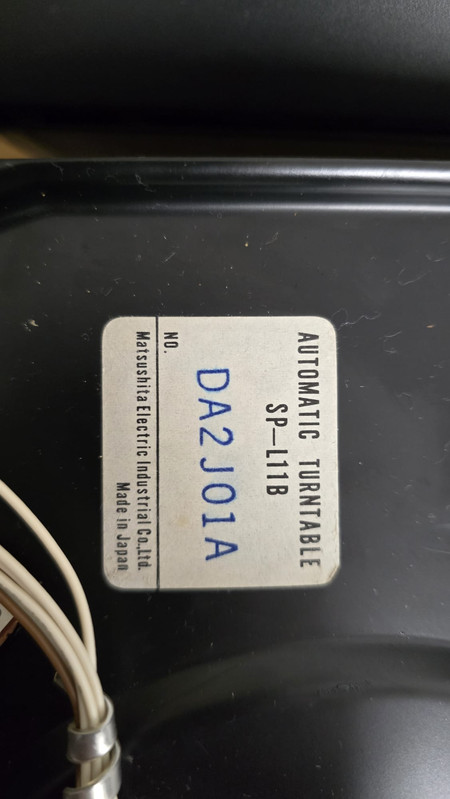 AUTOMATIC TURNTABLE
SP-L11B
DA2J01A
NO.
Matsushita Electric Industrial Co.,Ltd.
Made in Japan